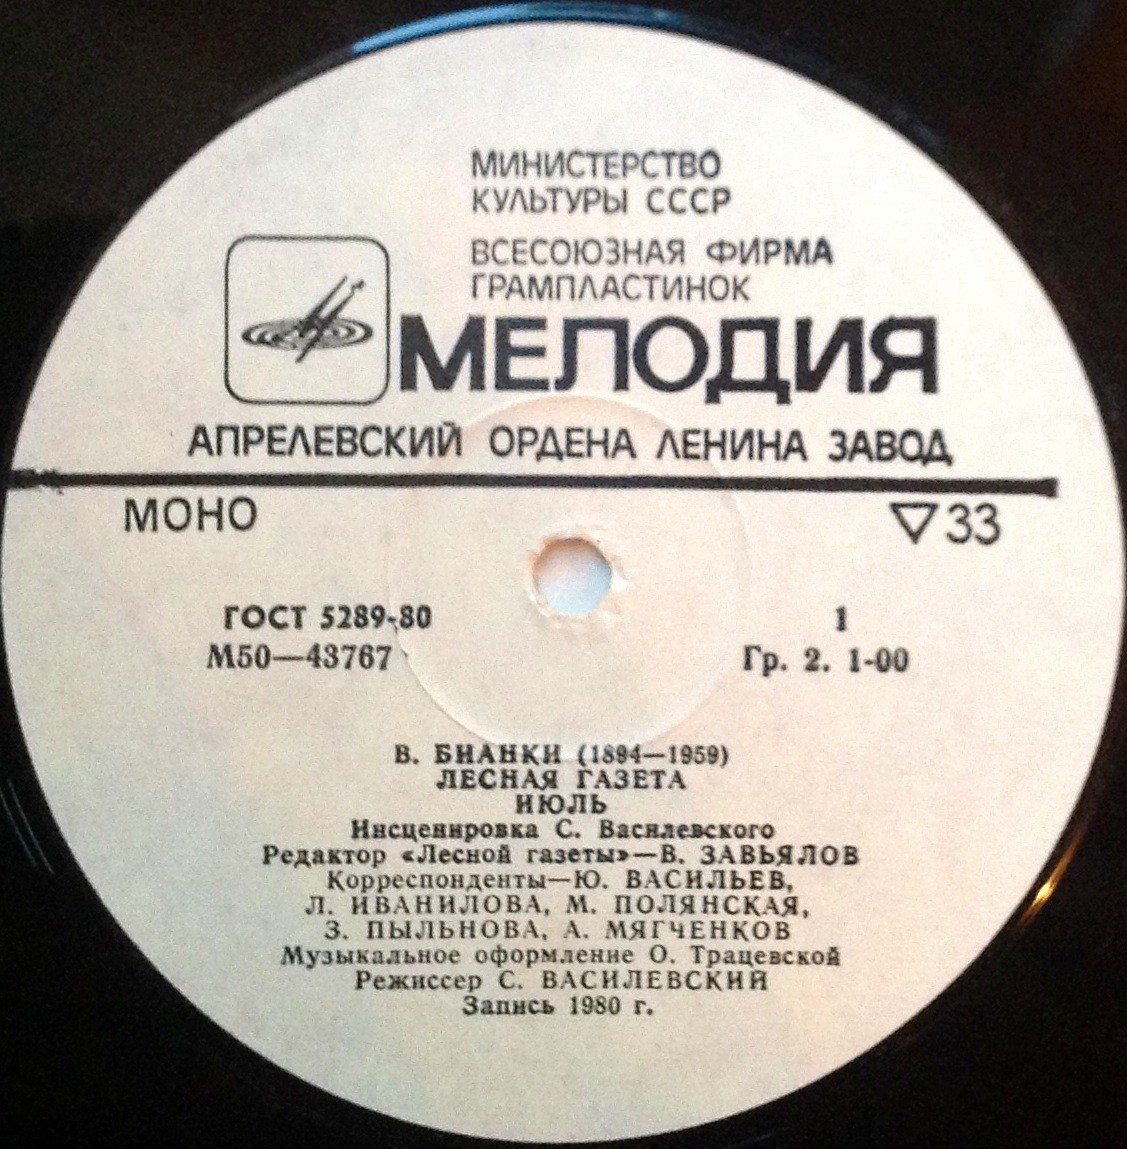 МИНИСТЕРСТВО
КУЛЬТУРЫ СССР
ВСЕСОЮЗНАЯ ФИРМА
ГРАМПЛАСТИНОК
МЕЛОДИЯ
АПРЕЛЕВСКИЙ ОРДЕНА ЛЕНИНА ЗАВОД
МОНО ▽33
ГОСТ 5289-80 1
М50—43767 Гр. 2. 1-00
В. БИАНКИ (1894—1959)
ЛЕСНАЯ ГАЗЕТА
ИЮЛЬ
Инсценировка С. Василевского
Редактор «Лесной газеты»—В. ЗАВЬЯЛОВ
Корреспонденты—Ю. ВАСИЛЬЕВ,
Л. ИВАНИЛОВА, М. ПОЛЯНСКАЯ,
З. ПЫЛЬНОВА, А. МЯГЧЕНКОВ
Музыкальное оформление О. Трацевской
Режиссер С. ВАСИЛЕВСКИЙ
Запись 1980 г.